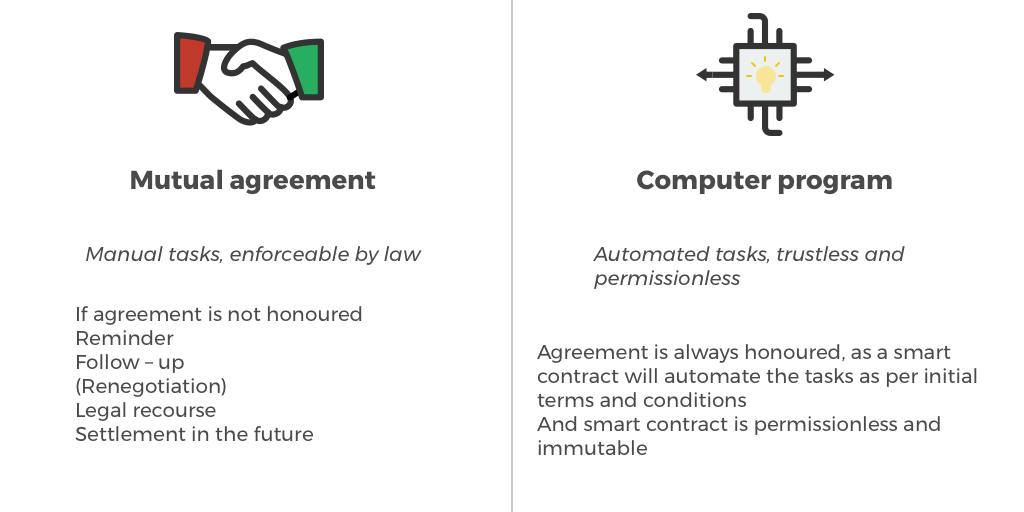 Mutual agreement
Manual tasks, enforceable by law
If agreement is not honoured
Reminder
Follow – up
(Renegotiation)
Legal recourse
Settlement in the future
Computer program
Automated tasks, trustless and
permissionless
Agreement is always honoured, as a smart
contract will automate the tasks as per initial
terms and conditions
And smart contract is permissionless and
immutable